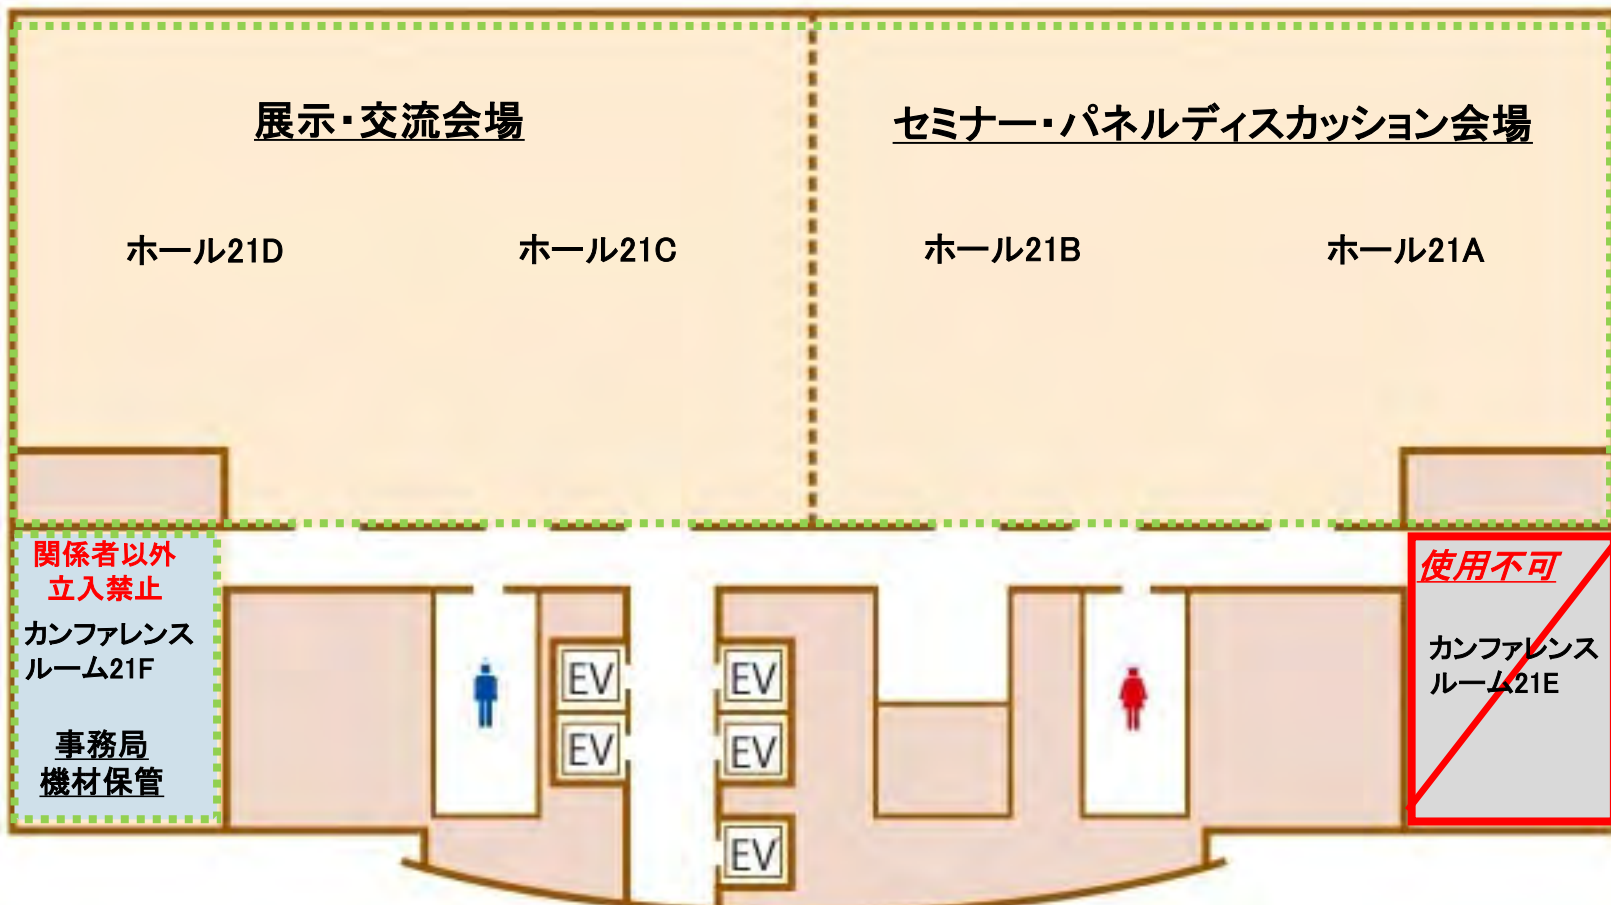 展示・交流会場
セミナー・パネルディスカッション会場
ホール21D
ホール21C
ホール21B
ホール21A
関係者以外
立入禁止
カンファレンス
ルーム21F
事務局
機材保管
EV
EV
EV
EV
EV
使用不可
カンファレンス
ルーム21E